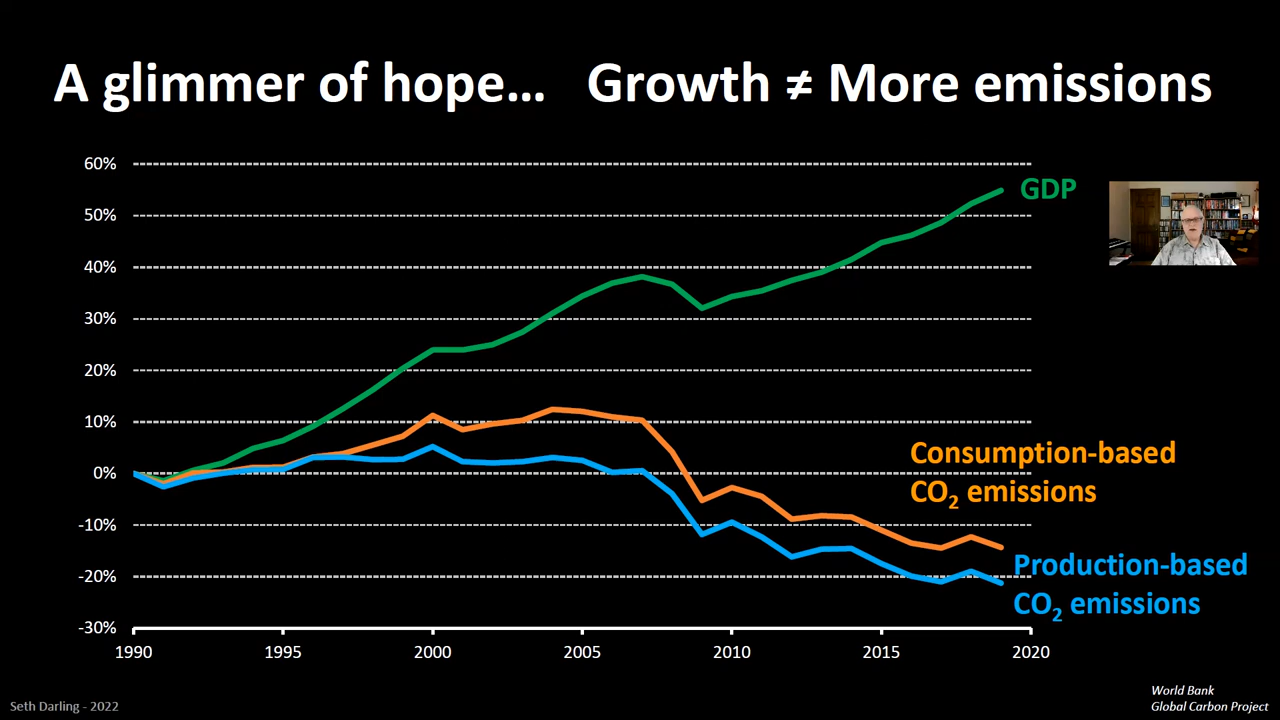 A glimmer of hope... Growth ≠ More emissions
60%
50%
40%
30%
20%
10%
0%
-10%
-20%
-30%
1990
1995
2000
2005
2010
2015
2020
GDP
Consumption-based
CO₂ emissions
Production-based
CO₂ emissions
Seth Darling - 2022
World Bank
Global Carbon Project